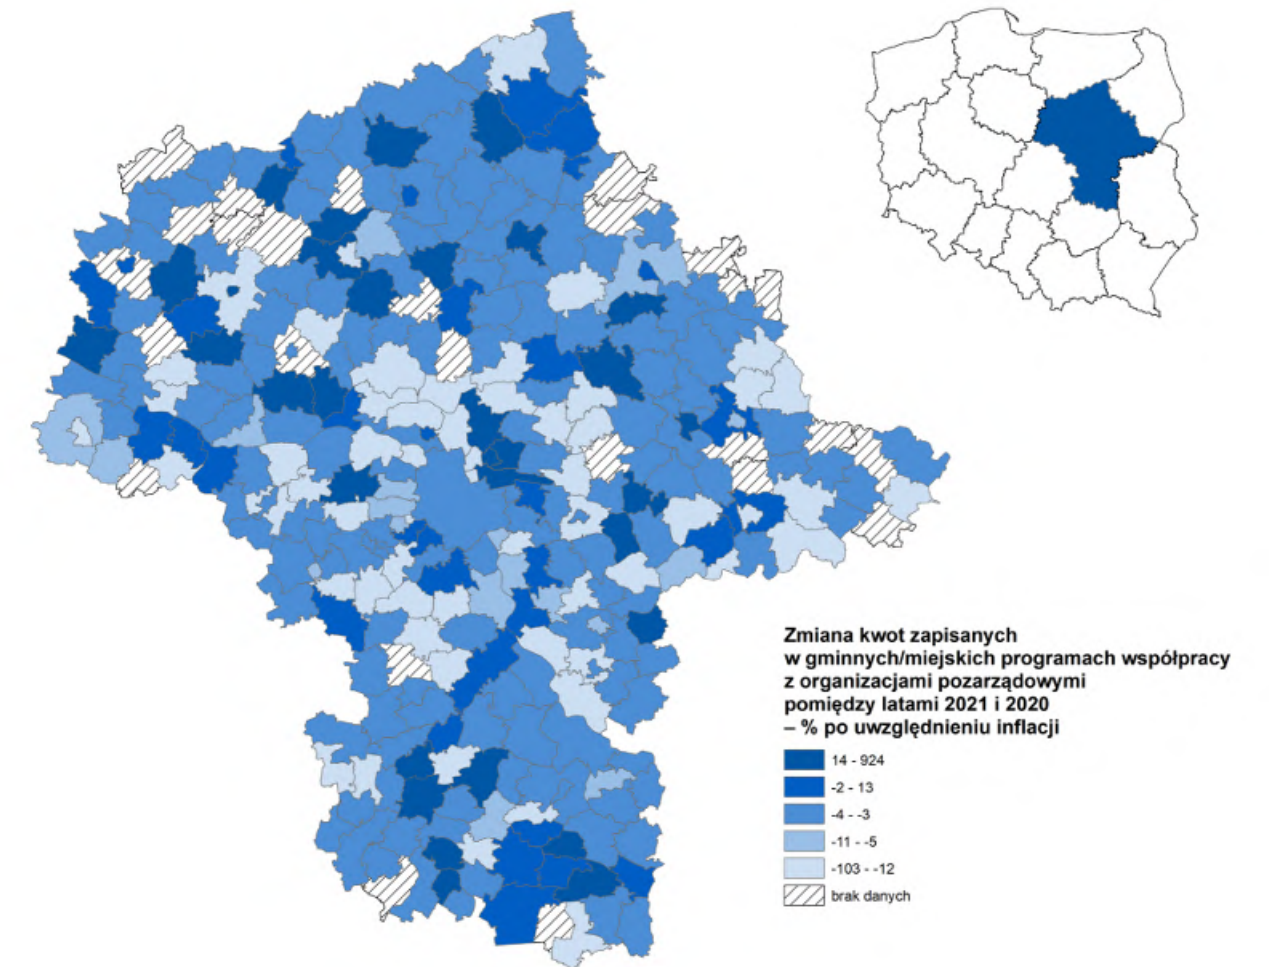 Zmiana kwot zapisanych
w gminnych/miejskich programach współpracy
z organizacjami pozarządowymi
pomiędzy latami 2021 i 2020
– % po uwzględnieniu inflacji
14 - 924
-2 - 13
-4 - -3
-11 - -5
-103 - -12
brak danych